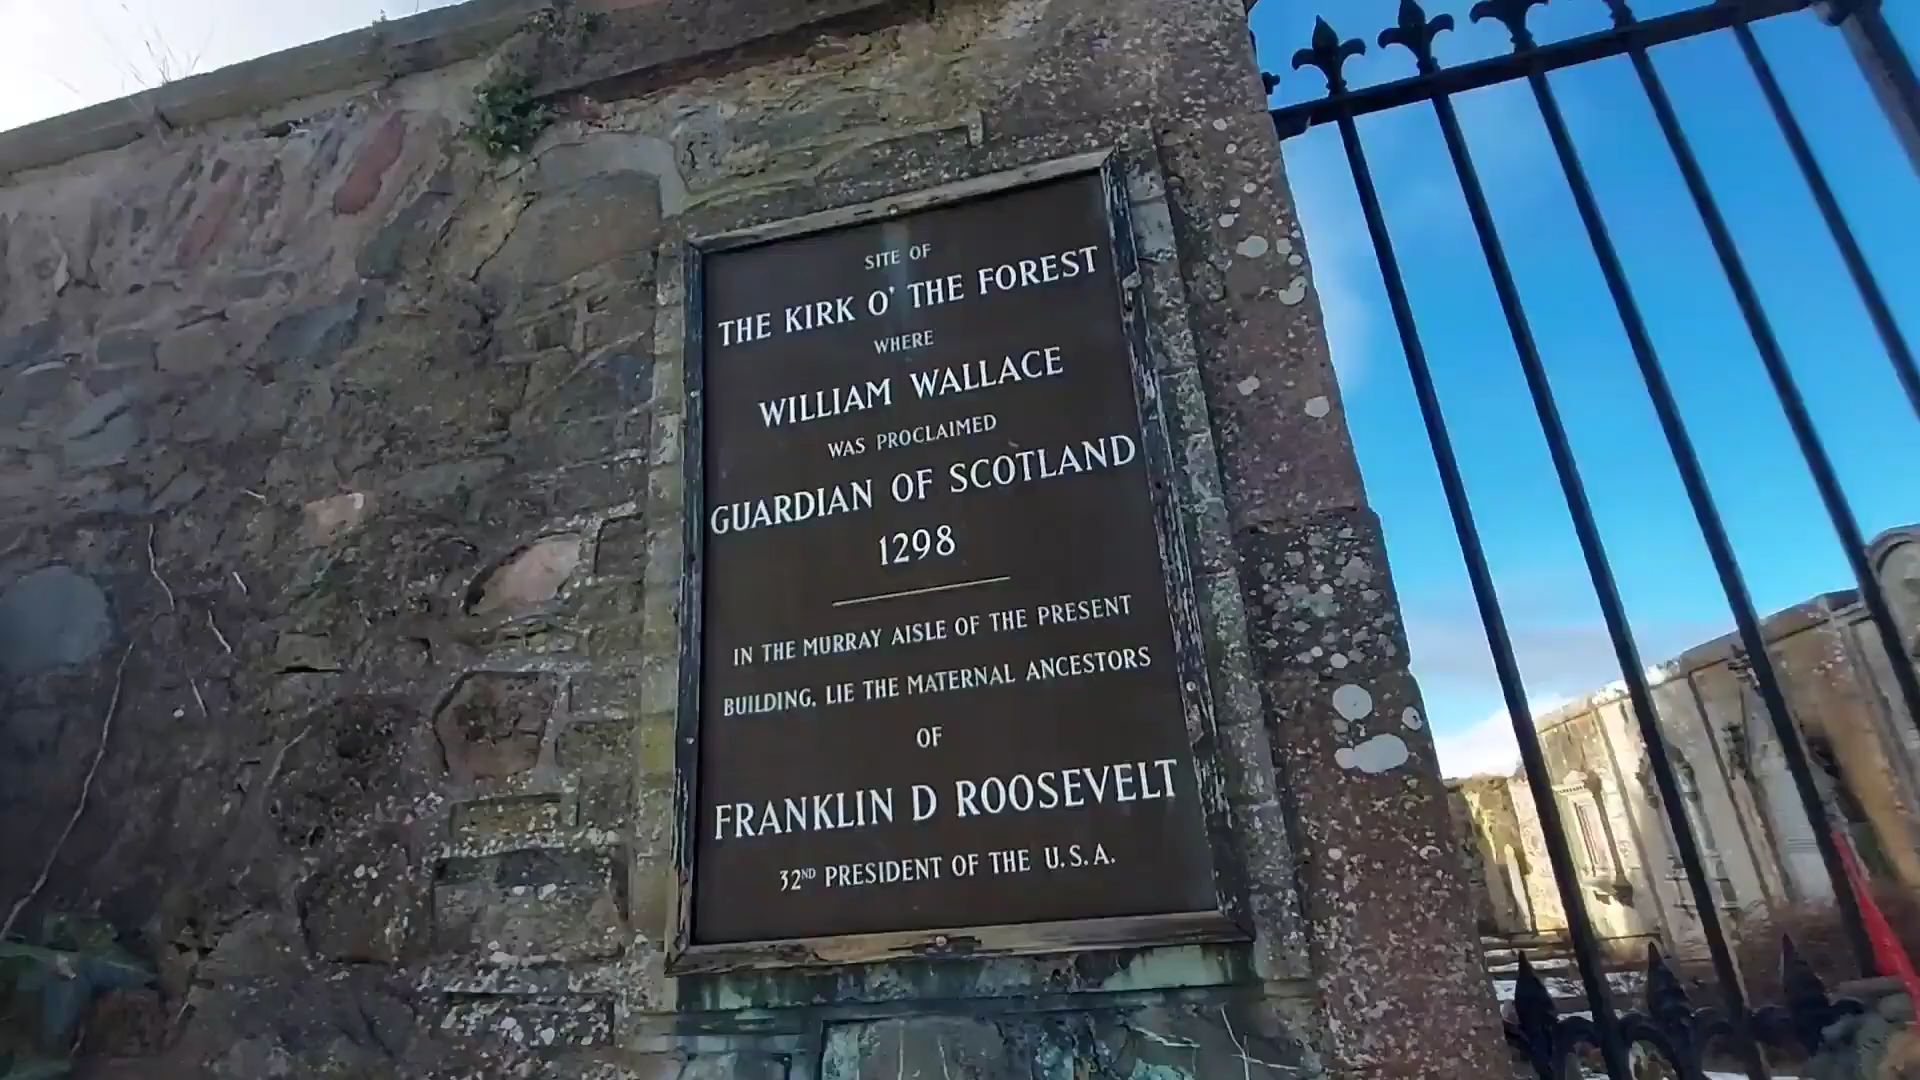 SITE OF
THE KIRK O' THE FOREST
WHERE
WILLIAM WALLACE
WAS PROCLAIMED
GUARDIAN OF SCOTLAND
1298
IN THE MURRAY AISLE OF THE PRESENT
BUILDING, LIE THE MATERNAL ANCESTORS
OF
FRANKLIN D ROOSEVELT
32ND PRESIDENT OF THE U.S.A.